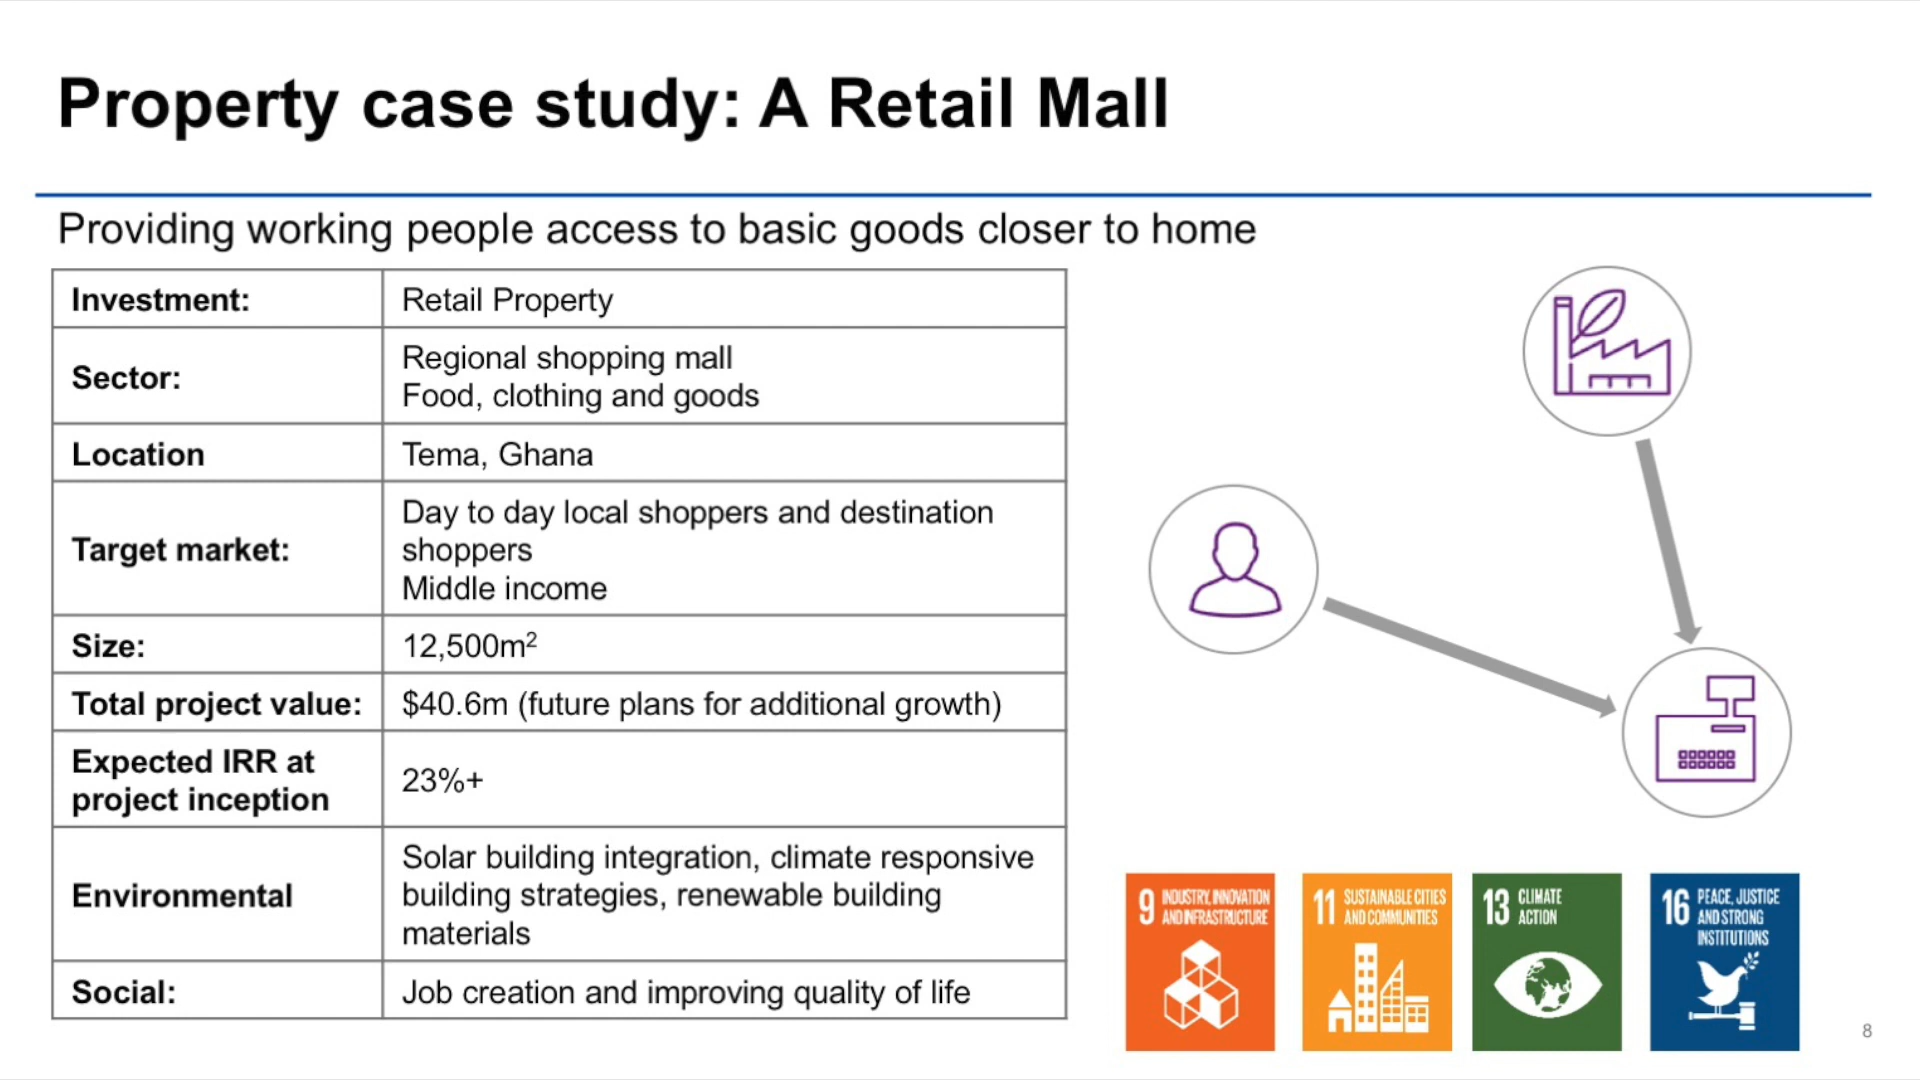 Property case study: A Retail Mall
Providing working people access to basic goods closer to home
Investment:
Retail Property
Sector:
Regional shopping mall
Food, clothing and goods
Location
Tema, Ghana
Target market:
Day to day local shoppers and destination
shoppers
Middle income
Size:
12,500m²
Total project value:
$40.6m (future plans for additional growth)
Expected IRR at
project inception
23%+
Environmental
Solar building integration, climate responsive
building strategies, renewable building
materials
Social:
Job creation and improving quality of life
9 INDUSTRY, INNOVATION
AND INFRASTRUCTURE
11 SUSTAINABLE CITIES
AND COMMUNITIES
13 CLIMATE
ACTION
16 PEACE, JUSTICE
AND STRONG
INSTITUTIONS
8